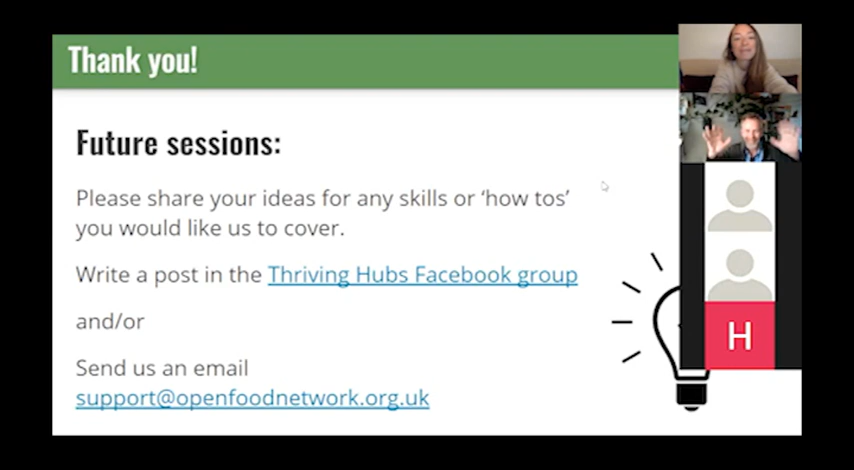 Thank you!
Future sessions:
Please share your ideas for any skills or ‘how tos’
you would like us to cover.
Write a post in the Thriving Hubs Facebook group
and/or
Send us an email
support@openfoodnetwork.org.uk
H